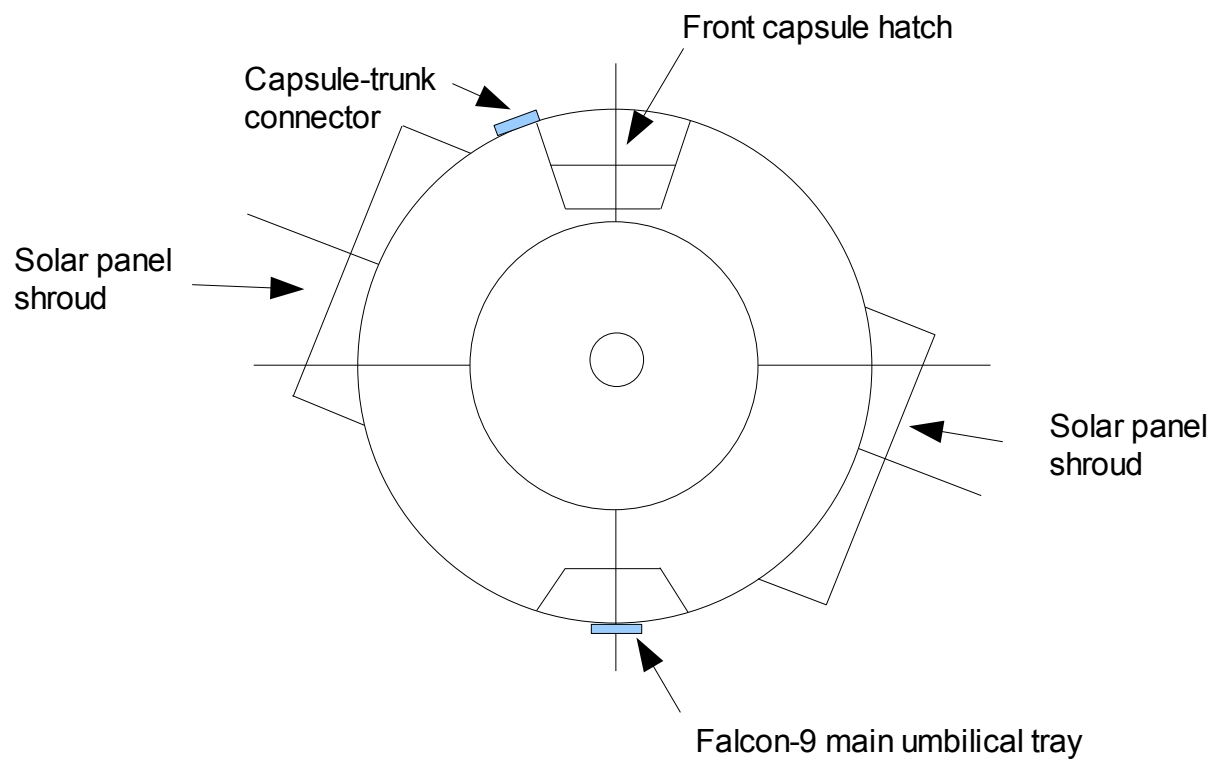 Front capsule hatch
Capsule-trunk
connector
Solar panel
shroud
Solar panel
shroud
Falcon-9 main umbilical tray